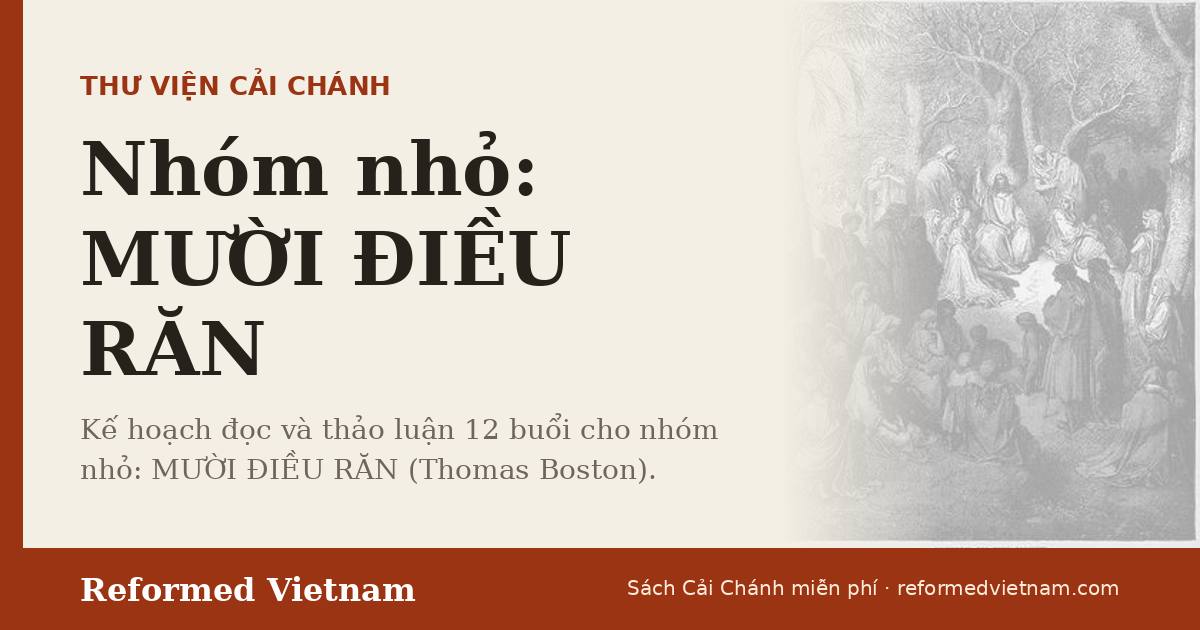 THƯ VIỆN CẢI CHÁNH
Nhóm nhỏ:
MƯỜI ĐIỀU
RĂN
Kế hoạch đọc và thảo luận 12 buổi cho nhóm
nhỏ: MƯỜI ĐIỀU RĂN (Thomas Boston).
Reformed Vietnam
Sách Cải Chánh miễn phí · reformedvietnam.com